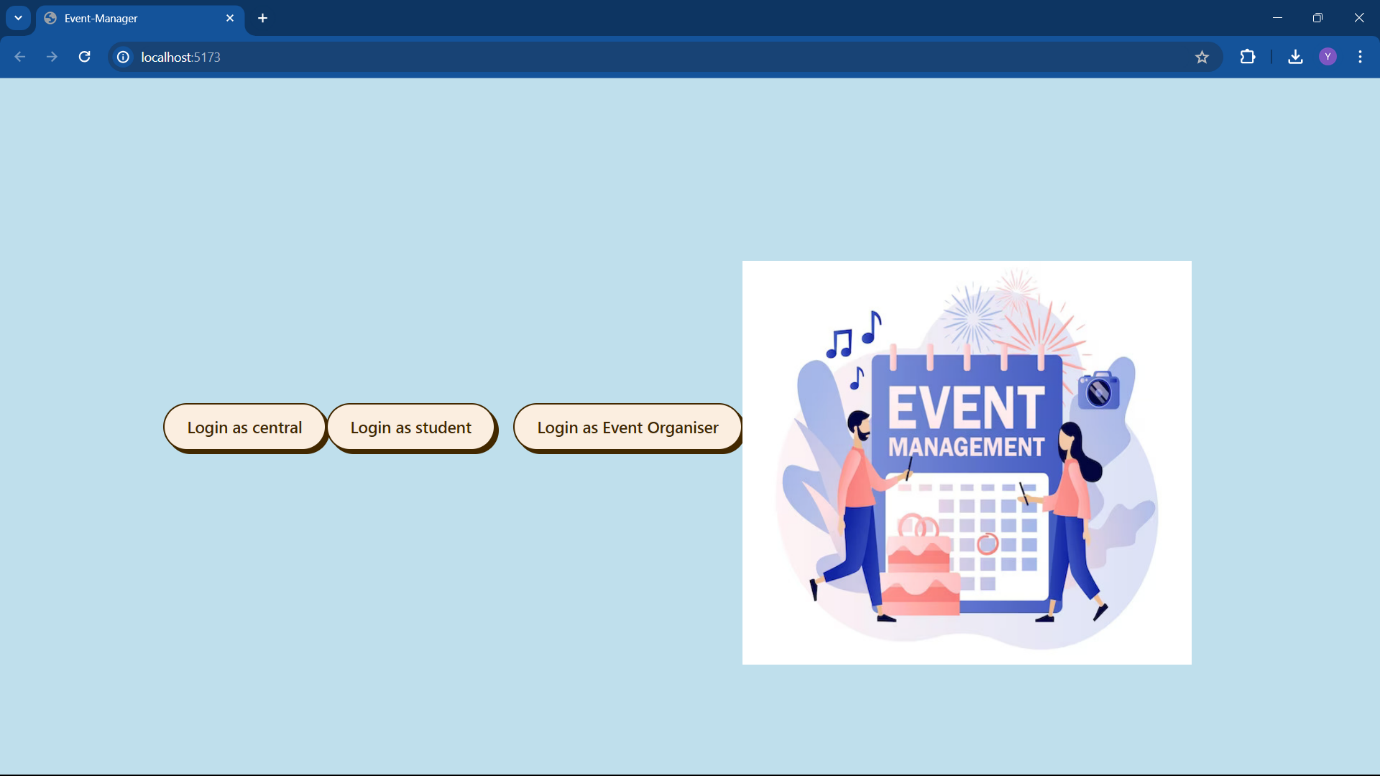 Event-Manager
localhost:5173
Y
Login as central
Login as student
Login as Event Organiser
EVENT
MANAGEMENT